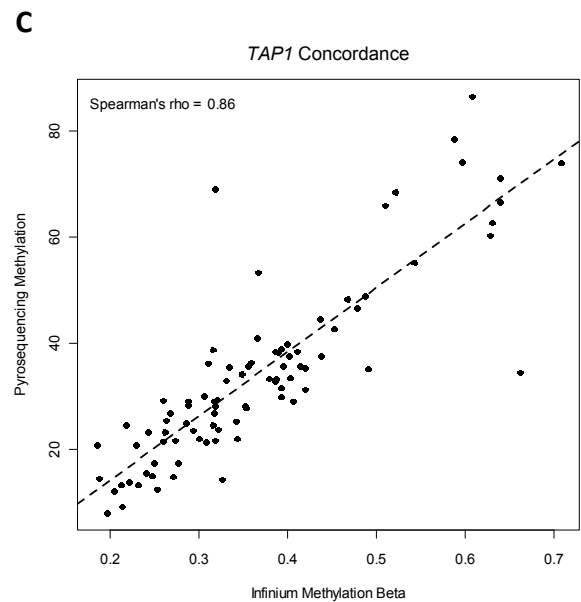 C
TAP1 Concordance
Spearman's rho = 0.86
Pyrosequencing Methylation
80
60
40
20
0.2 0.3 0.4 0.5 0.6 0.7
Infinium Methylation Beta